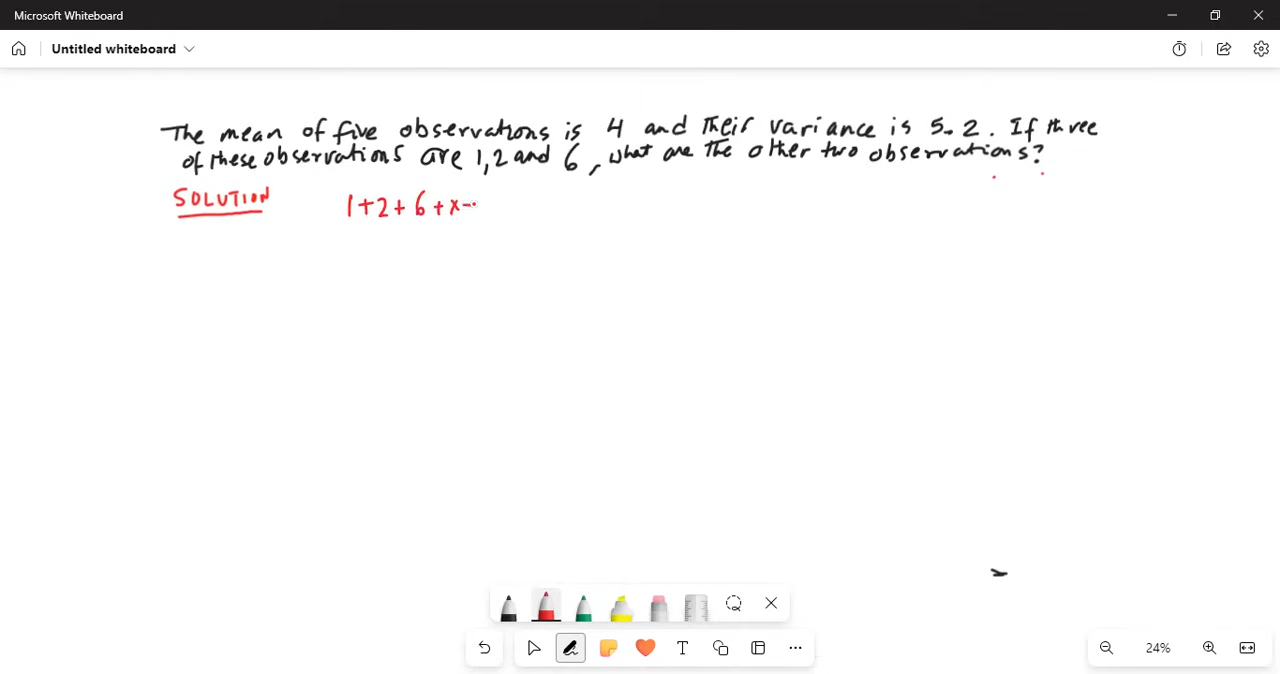 Microsoft Whiteboard
Untitled whiteboard
The mean of five observations is 4 and their variance is 5.2. If three
of these observations are 1,2 and 6, what are the other two observations?
SOLUTION 1+2+6+x-
T
24%